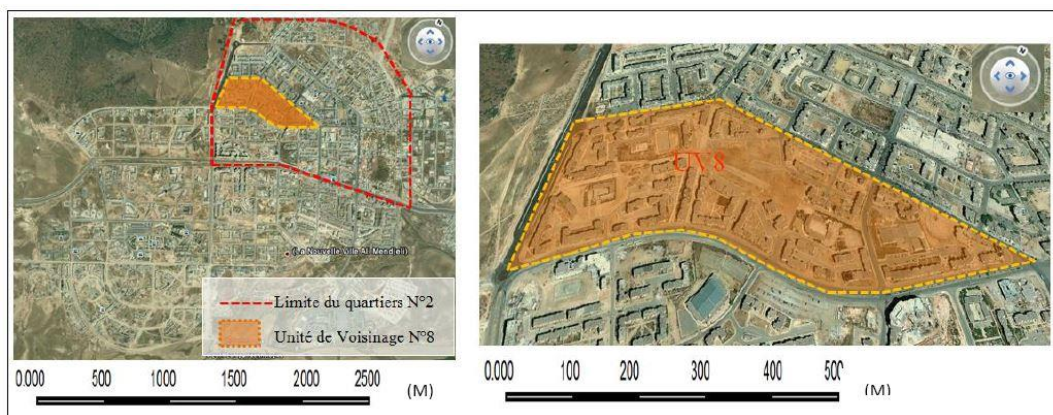 N
(La Nouvelle Ville Ali Mendjeli)
Limite du quartiers N°2
Unité de Voisinage N°8
0.000 500 1000 1500 2000 2500 (M)
N
UV 8
0.000 100 200 300 400 500 (M)